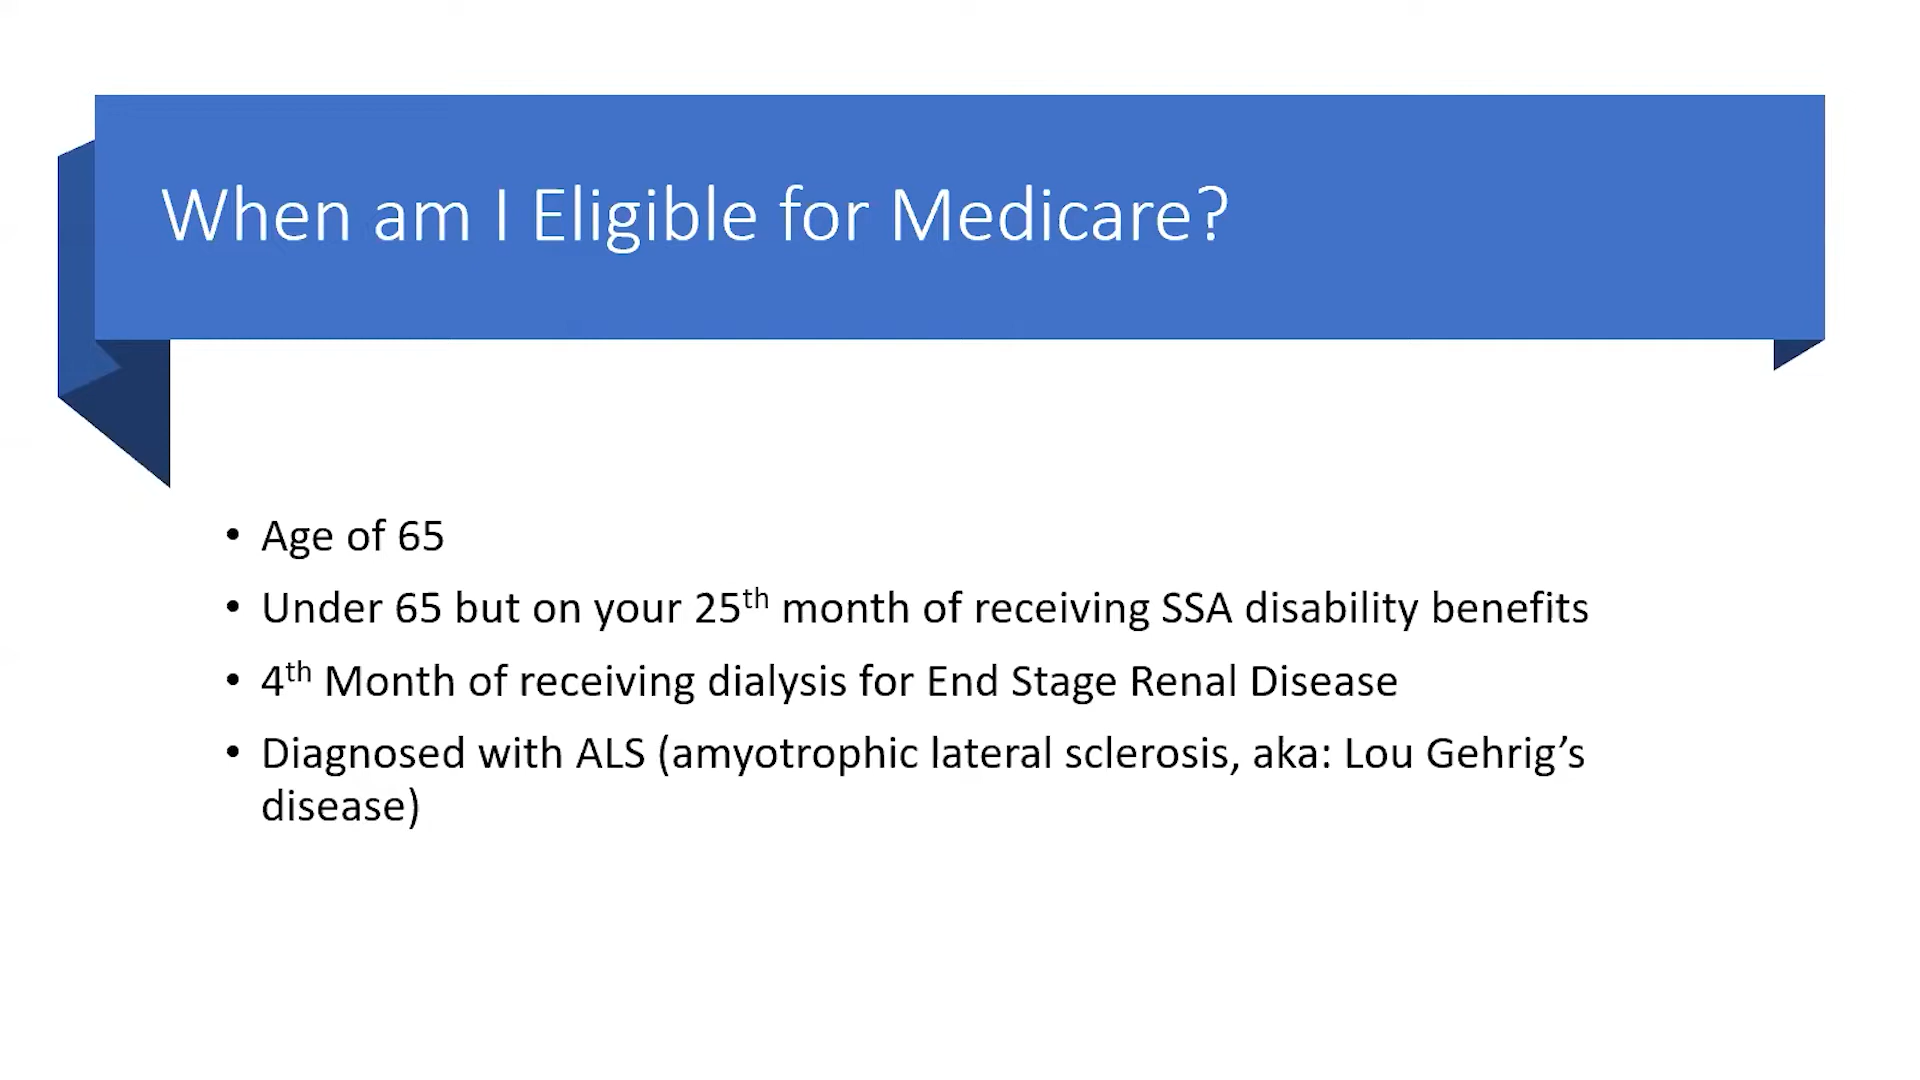 When am I Eligible for Medicare?
• Age of 65
• Under 65 but on your 25th month of receiving SSA disability benefits
• 4th Month of receiving dialysis for End Stage Renal Disease
• Diagnosed with ALS (amyotrophic lateral sclerosis, aka: Lou Gehrig’s
disease)